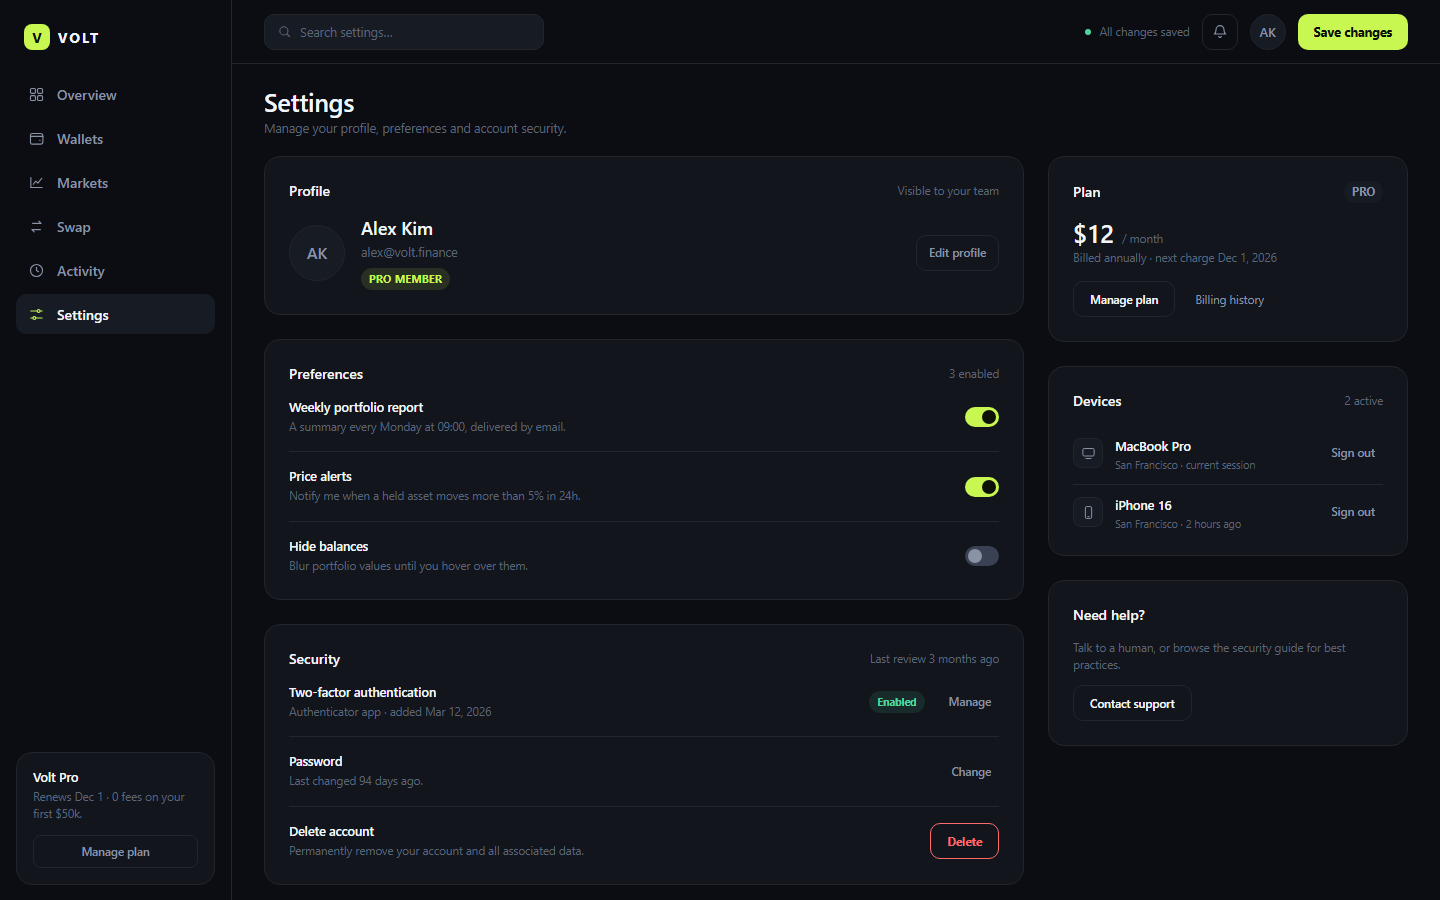 V VOLT
Overview
Wallets
Markets
Swap
Activity
Settings
Volt Pro
Renews Dec 1 · 0 fees on your
first $50k.
Manage plan
Search settings...
All changes saved
AK
Save changes
Settings
Manage your profile, preferences and account security.
Profile
Visible to your team
AK
Alex Kim
alex@volt.finance
PRO MEMBER
Edit profile
Preferences
3 enabled
Weekly portfolio report
A summary every Monday at 09:00, delivered by email.
Price alerts
Notify me when a held asset moves more than 5% in 24h.
Hide balances
Blur portfolio values until you hover over them.
Security
Last review 3 months ago
Two-factor authentication
Authenticator app · added Mar 12, 2026
Enabled
Manage
Password
Last changed 94 days ago.
Change
Delete account
Permanently remove your account and all associated data.
Delete
Plan
PRO
$12 / month
Billed annually · next charge Dec 1, 2026
Manage plan
Billing history
Devices
2 active
MacBook Pro
San Francisco · current session
Sign out
iPhone 16
San Francisco · 2 hours ago
Sign out
Need help?
Talk to a human, or browse the security guide for best
practices.
Contact support